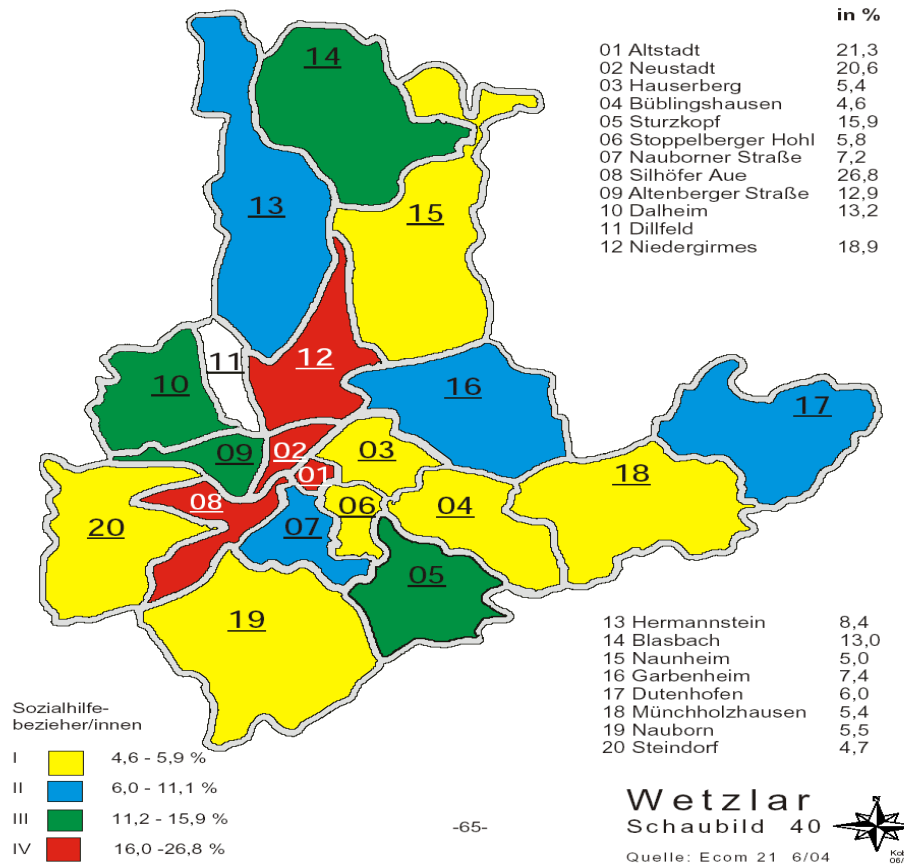 in %
01 Altstadt 21,3
02 Neustadt 20,6
03 Hauserberg 5,4
04 Büblingshausen 4,6
05 Sturzkopf 15,9
06 Stoppelberger Hohl 5,8
07 Nauborner Straße 7,2
08 Silhöfer Aue 26,8
09 Altenberger Straße 12,9
10 Dalheim 13,2
11 Dillfeld
12 Niedergirmes 18,9
14
13
15
11
12
10
16
17
02
03
09
01
18
08
06
04
20
07
05
19
13 Hermannstein 8,4
14 Blasbach 13,0
15 Naunheim 5,0
16 Garbenheim 7,4
17 Dutenhofen 6,0
18 Münchholzhausen 5,4
19 Nauborn 5,5
20 Steindorf 4,7
Sozialhilfe-
bezieher/innen
I 4,6 - 5,9 %
II 6,0 - 11,1 %
III 11,2 - 15,9 %
IV 16,0 -26,8 %
-65-
Wetzlar
Schaubild 40
Quelle: Ecom 21 6/04